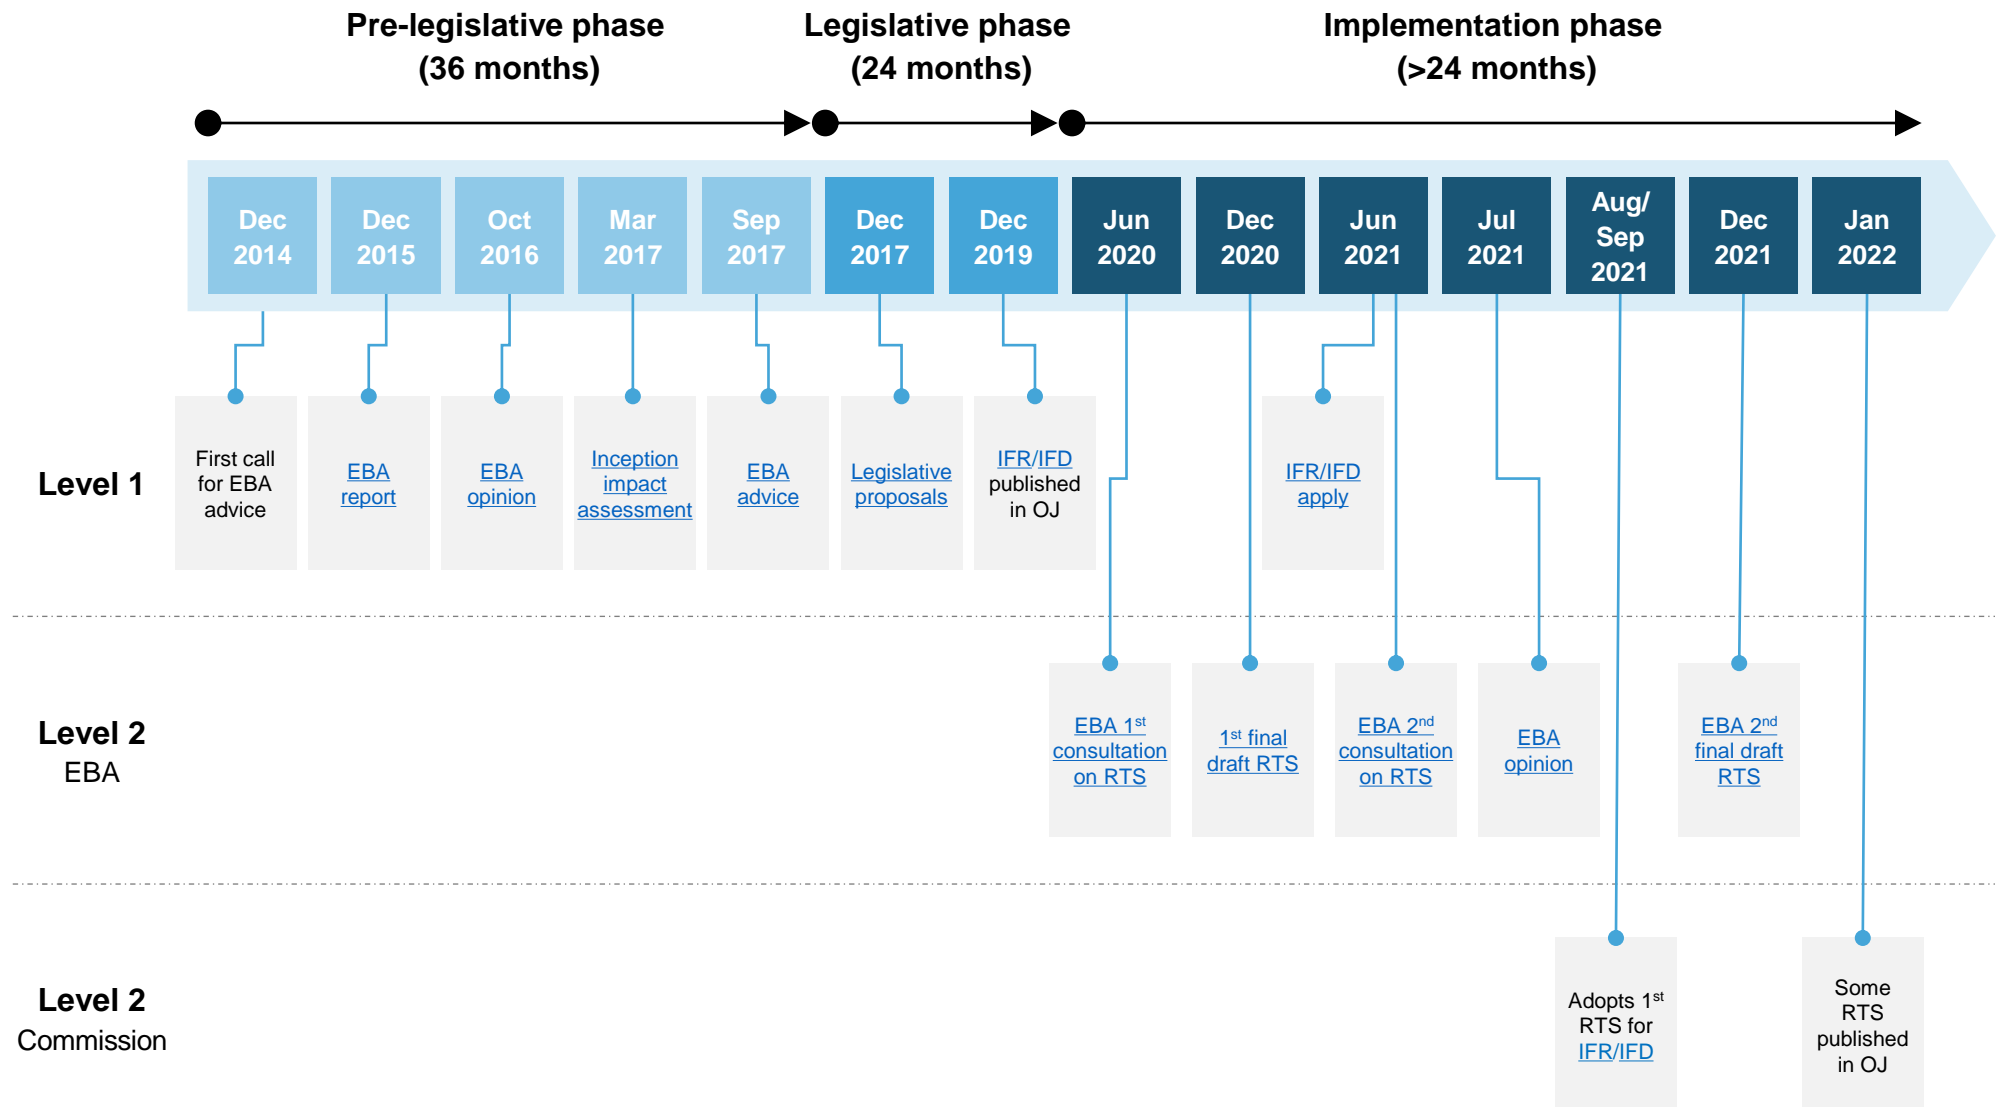 Pre-legislative phase
(36 months)
Legislative phase
(24 months)
Implementation phase
(>24 months)
Dec
2014
Dec
2015
Oct
2016
Mar
2017
Sep
2017
Dec
2017
Dec
2019
Jun
2020
Dec
2020
Jun
2021
Jul
2021
Aug/
Sep
2021
Dec
2021
Jan
2022
Level 1
First call
for EBA
advice
EBA
report
EBA
opinion
Inception
impact
assessment
EBA
advice
Legislative
proposals
IFR/IFD
published
in OJ
IFR/IFD
apply
Level 2
EBA
EBA 1st
consultation
on RTS
1st final
draft RTS
EBA 2nd
consultation
on RTS
EBA
opinion
EBA 2nd
final draft
RTS
Level 2
Commission
Adopts 1st
RTS for
IFR/IFD
Some
RTS
published
in OJ